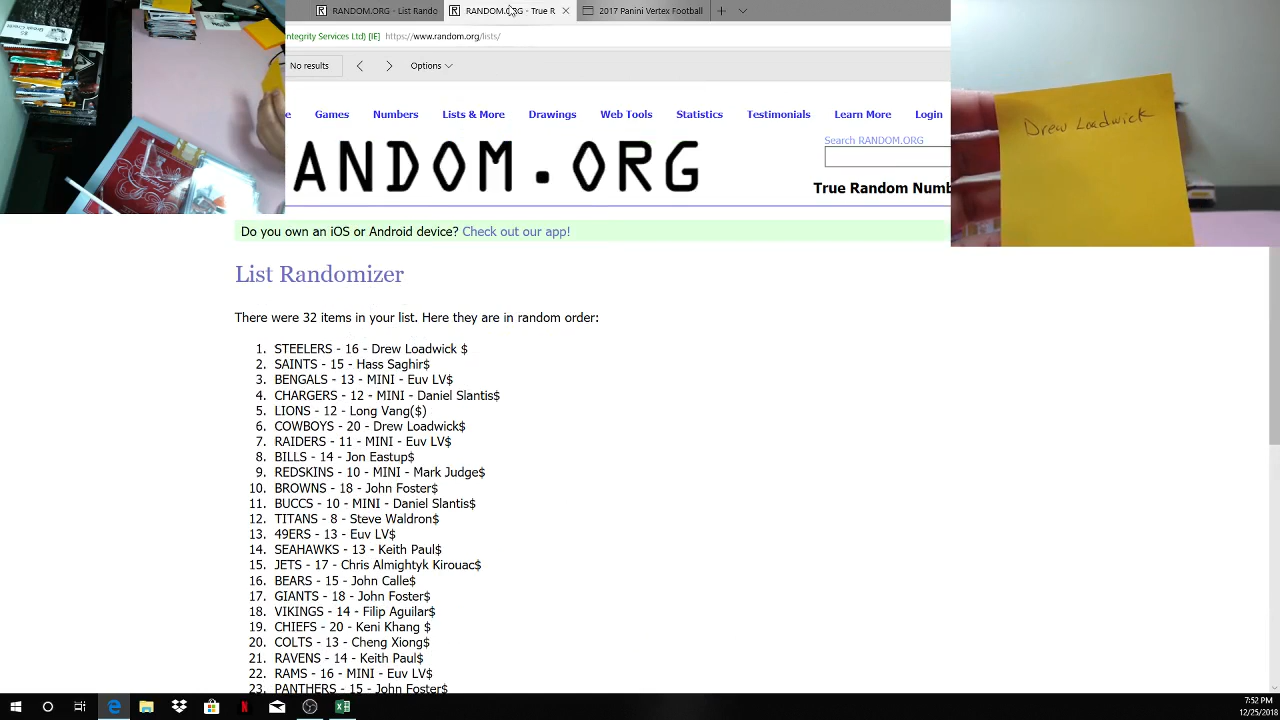 RANDOM.ORG - List Rando
RANDOM.ORG - True R
2017 Panini Vertex Football
Integrity Services Ltd) [IE] https://www.random.org/lists/
No results
Options
e Games Numbers Lists & More Drawings Web Tools Statistics Testimonials Learn More Login
Search RANDOM.ORG
ANDOM.ORG
True Random Numb
Drew Loadwick
Do you own an iOS or Android device? Check out our app!
List Randomizer
There were 32 items in your list. Here they are in random order:
1. STEELERS - 16 - Drew Loadwick $
2. SAINTS - 15 - Hass Saghir$
3. BENGALS - 13 - MINI - Euv LV$
4. CHARGERS - 12 - MINI - Daniel Slantis$
5. LIONS - 12 - Long Vang($)
6. COWBOYS - 20 - Drew Loadwick$
7. RAIDERS - 11 - MINI - Euv LV$
8. BILLS - 14 - Jon Eastup$
9. REDSKINS - 10 - MINI - Mark Judge$
10. BROWNS - 18 - John Foster$
11. BUCCS - 10 - MINI - Daniel Slantis$
12. TITANS - 8 - Steve Waldron$
13. 49ERS - 13 - Euv LV$
14. SEAHAWKS - 13 - Keith Paul$
15. JETS - 17 - Chris Almightyk Kirouac$
16. BEARS - 15 - John Calle$
17. GIANTS - 18 - John Foster$
18. VIKINGS - 14 - Filip Aguilar$
19. CHIEFS - 20 - Keni Khang $
20. COLTS - 13 - Cheng Xiong$
21. RAVENS - 14 - Keith Paul$
22. RAMS - 16 - MINI - Euv LV$
23. PANTHERS - 15 - John Foster$
7:52 PM
12/25/2018